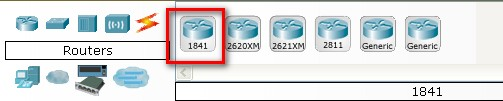 1841
2620XM
2621XM
2811
Generic
Generic
Routers
1841